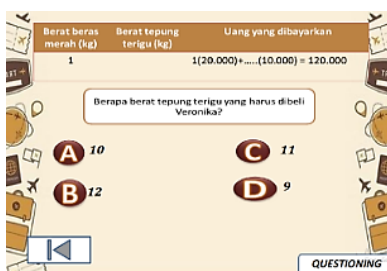 Berat beras merah (kg) Berat tepung terigu (kg) Uang yang dibayarkan
1 1(20.000)+.....(10.000) = 120.000
Berapa berat tepung terigu yang harus dibeli
Veronika?
A 10
C 11
B 12
D 9
QUESTIONING